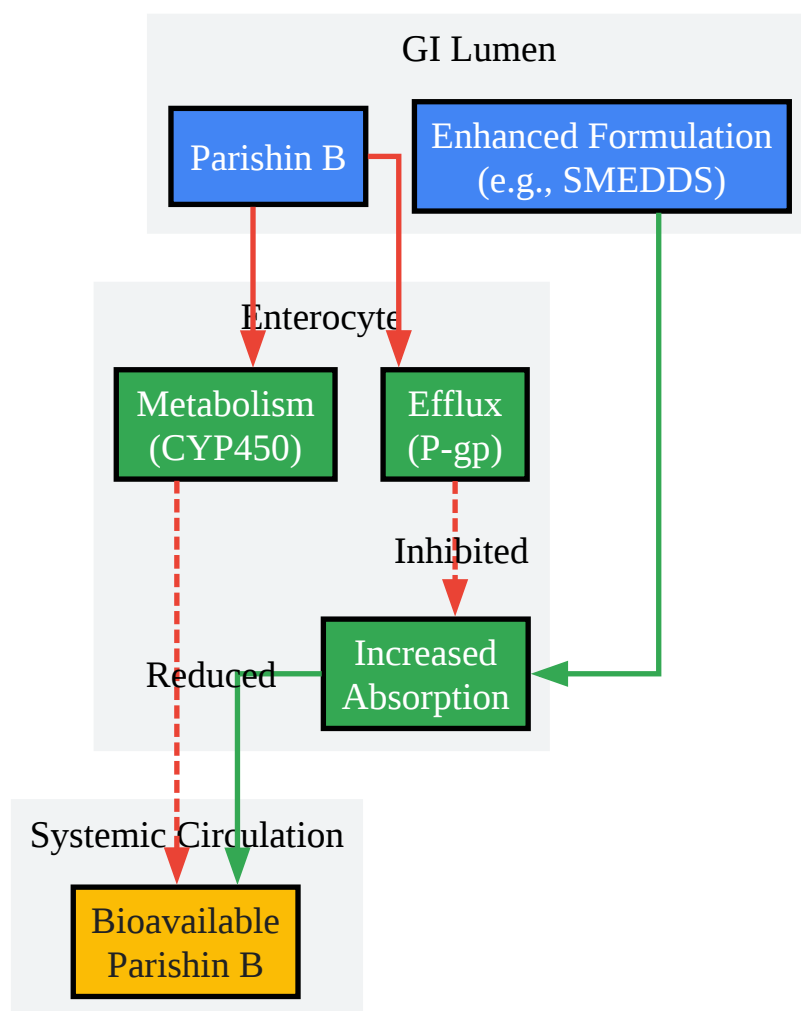 GI Lumen
Parishin B
Enhanced Formulation
(e.g., SMEDDS)
Enterocyte
Metabolism
(CYP450)
Efflux
(P-gp)
Inhibited
Increased
Absorption
Reduced
Systemic Circulation
Bioavailable
Parishin B